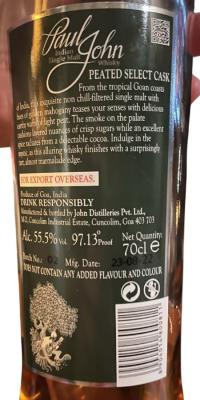 Paul John
Indian
Single Malt Whisky
PEATED SELECT CASK
From the tropical Goan coasts
of India, this exquisite non chill-filtered single malt with
of golden mahogany teases your senses with delicious
earthy of peat. The smoke on the palate
layered nuances of crisp sugars while an excellent
spice radiates from a delectable cocoa. Indulge in the
, as this alluring whisky finishes with a surprisingly
, almost marmalade edge.
FOR EXPORT OVERSEAS.
Produce of Goa, India
DRINK RESPONSIBLY
Manufactured & bottled by John Distilleries Pvt. Ltd.,
M-21, Cuncolim Industrial Estate, Cuncolim, Goa 403 703
Alc. 55.5% Vol 97.13° Proof Net Quantity: 70cl e
Batch No.: 02 Mfg. Date: 23-08-22
DOES NOT CONTAIN ANY ADDED FLAVOUR AND COLOUR